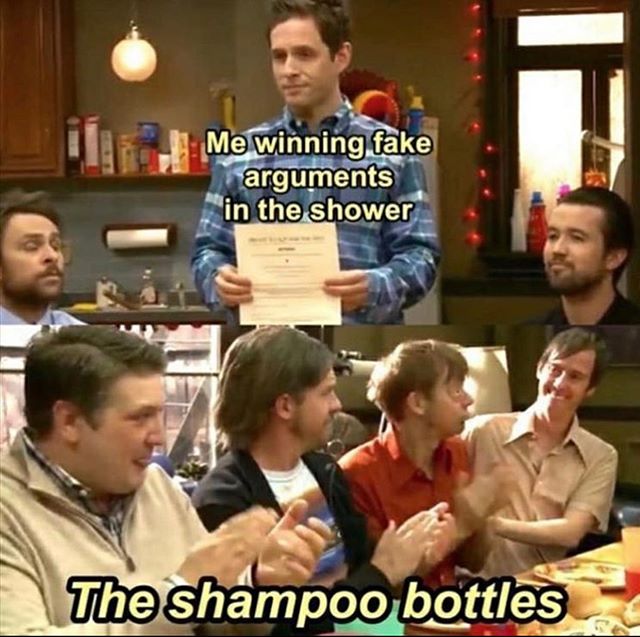 Me winning fake
arguments
in the shower
The shampoo bottles